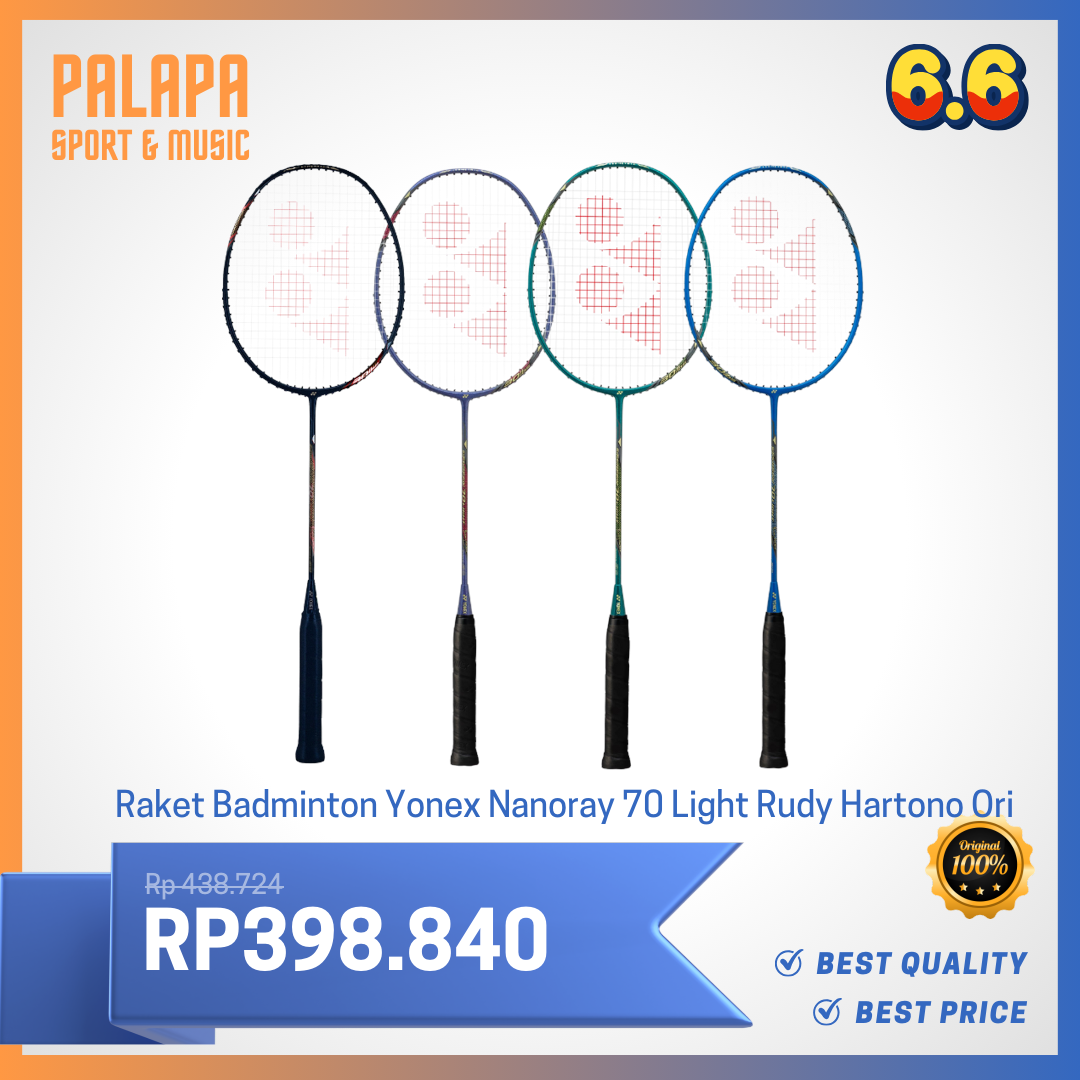 PALAPA
SPORT & MUSIC
6.6
Raket Badminton Yonex Nanoray 70 Light Rudy Hartono Ori
Original
100%
Rp 438.724
RP398.840
BEST QUALITY
BEST PRICE